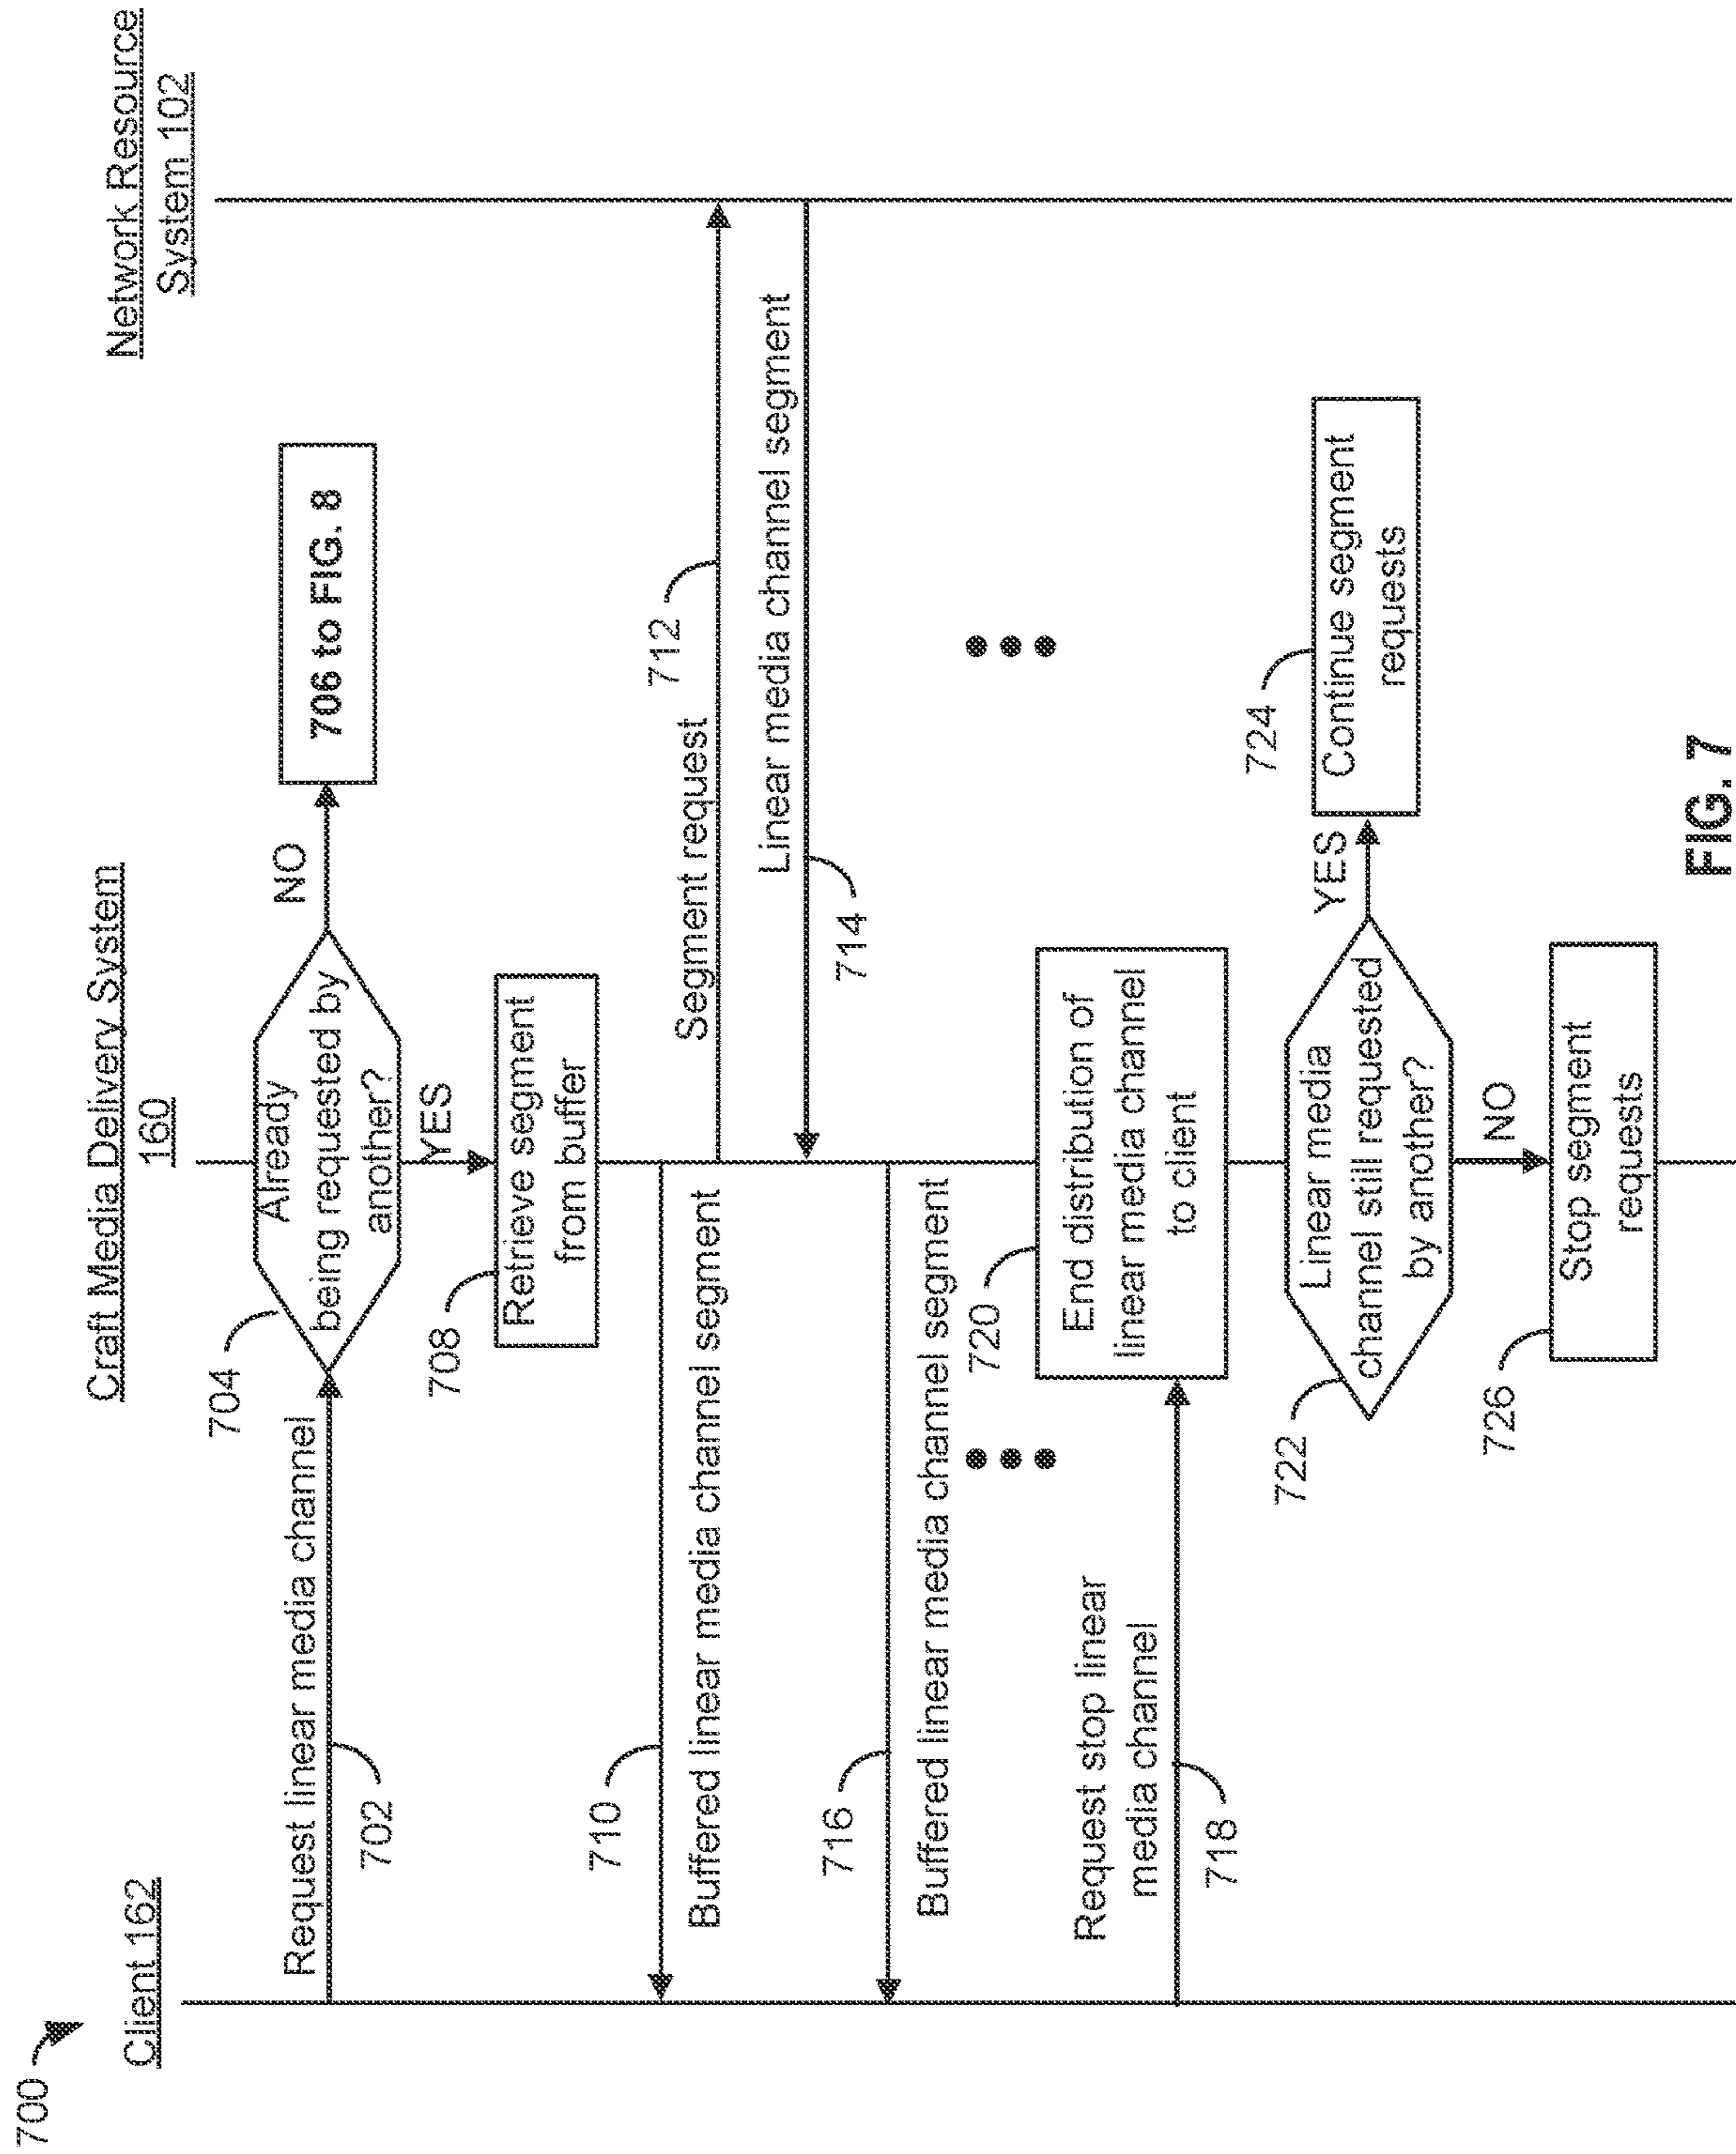 700
Client 162
Craft Media Delivery System
160
Network Resource
System 102
Request linear media channel
702
704
Already
being requested by
another?
NO
706 to FIG. 8
YES
708
Retrieve segment
from buffer
710
Buffered linear media channel segment
712
Segment request
Linear media channel segment
714
716
Buffered linear media channel segment
Request stop linear
media channel
718
720
End distribution of
linear media channel
to client
722
Linear media
channel still requested
by another?
YES
724
Continue segment
requests
NO
726
Stop segment
requests
FIG. 7